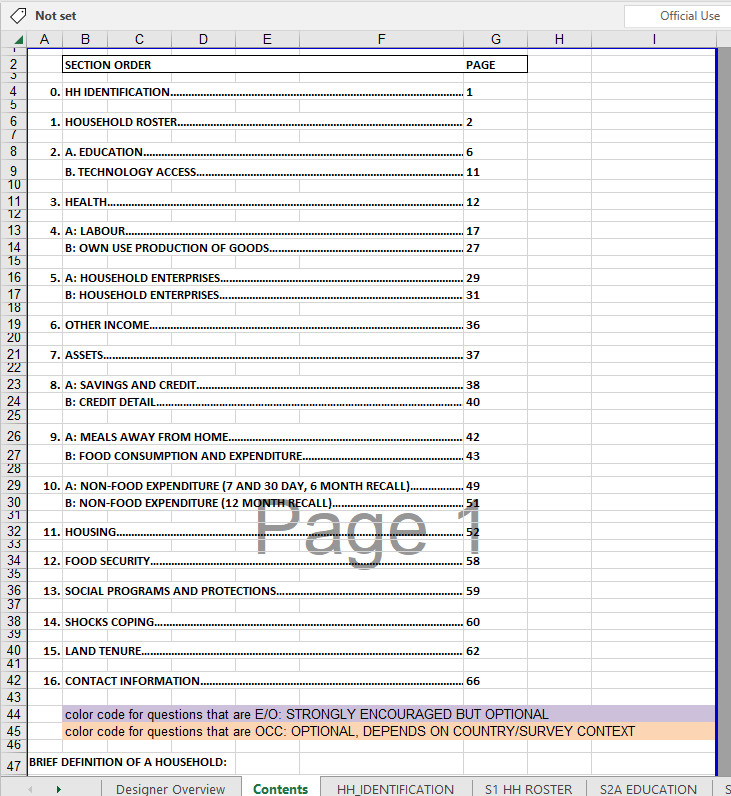 Not set
Official Use
A B C D E F G H I
1
2 SECTION ORDER PAGE
3
4 0. HH IDENTIFICATION 1
5
6 1. HOUSEHOLD ROSTER 2
7
8 2. A. EDUCATION 6
9 B. TECHNOLOGY ACCESS 11
10
11 3. HEALTH 12
12
13 4. A: LABOUR 17
14 B: OWN USE PRODUCTION OF GOODS 27
15
16 5. A: HOUSEHOLD ENTERPRISES 29
17 B: HOUSEHOLD ENTERPRISES 31
18
19 6. OTHER INCOME 36
20
21 7. ASSETS 37
22
23 8. A: SAVINGS AND CREDIT 38
24 B: CREDIT DETAIL 40
25
26 9. A: MEALS AWAY FROM HOME 42
27 B: FOOD CONSUMPTION AND EXPENDITURE 43
28
29 10. A: NON-FOOD EXPENDITURE (7 AND 30 DAY, 6 MONTH RECALL) 49
30 B: NON-FOOD EXPENDITURE (12 MONTH RECALL) 51
31
Page 1
32 11. HOUSING 52
33
34 12. FOOD SECURITY 58
35
36 13. SOCIAL PROGRAMS AND PROTECTIONS 59
37
38 14. SHOCKS COPING 60
39
40 15. LAND TENURE 62
41
42 16. CONTACT INFORMATION 66
43
44 color code for questions that are E/O: STRONGLY ENCOURAGED BUT OPTIONAL
45 color code for questions that are OCC: OPTIONAL, DEPENDS ON COUNTRY/SURVEY CONTEXT
46
47 BRIEF DEFINITION OF A HOUSEHOLD:
Designer Overview Contents HH_IDENTIFICATION S1 HH ROSTER S2A EDUCATION S